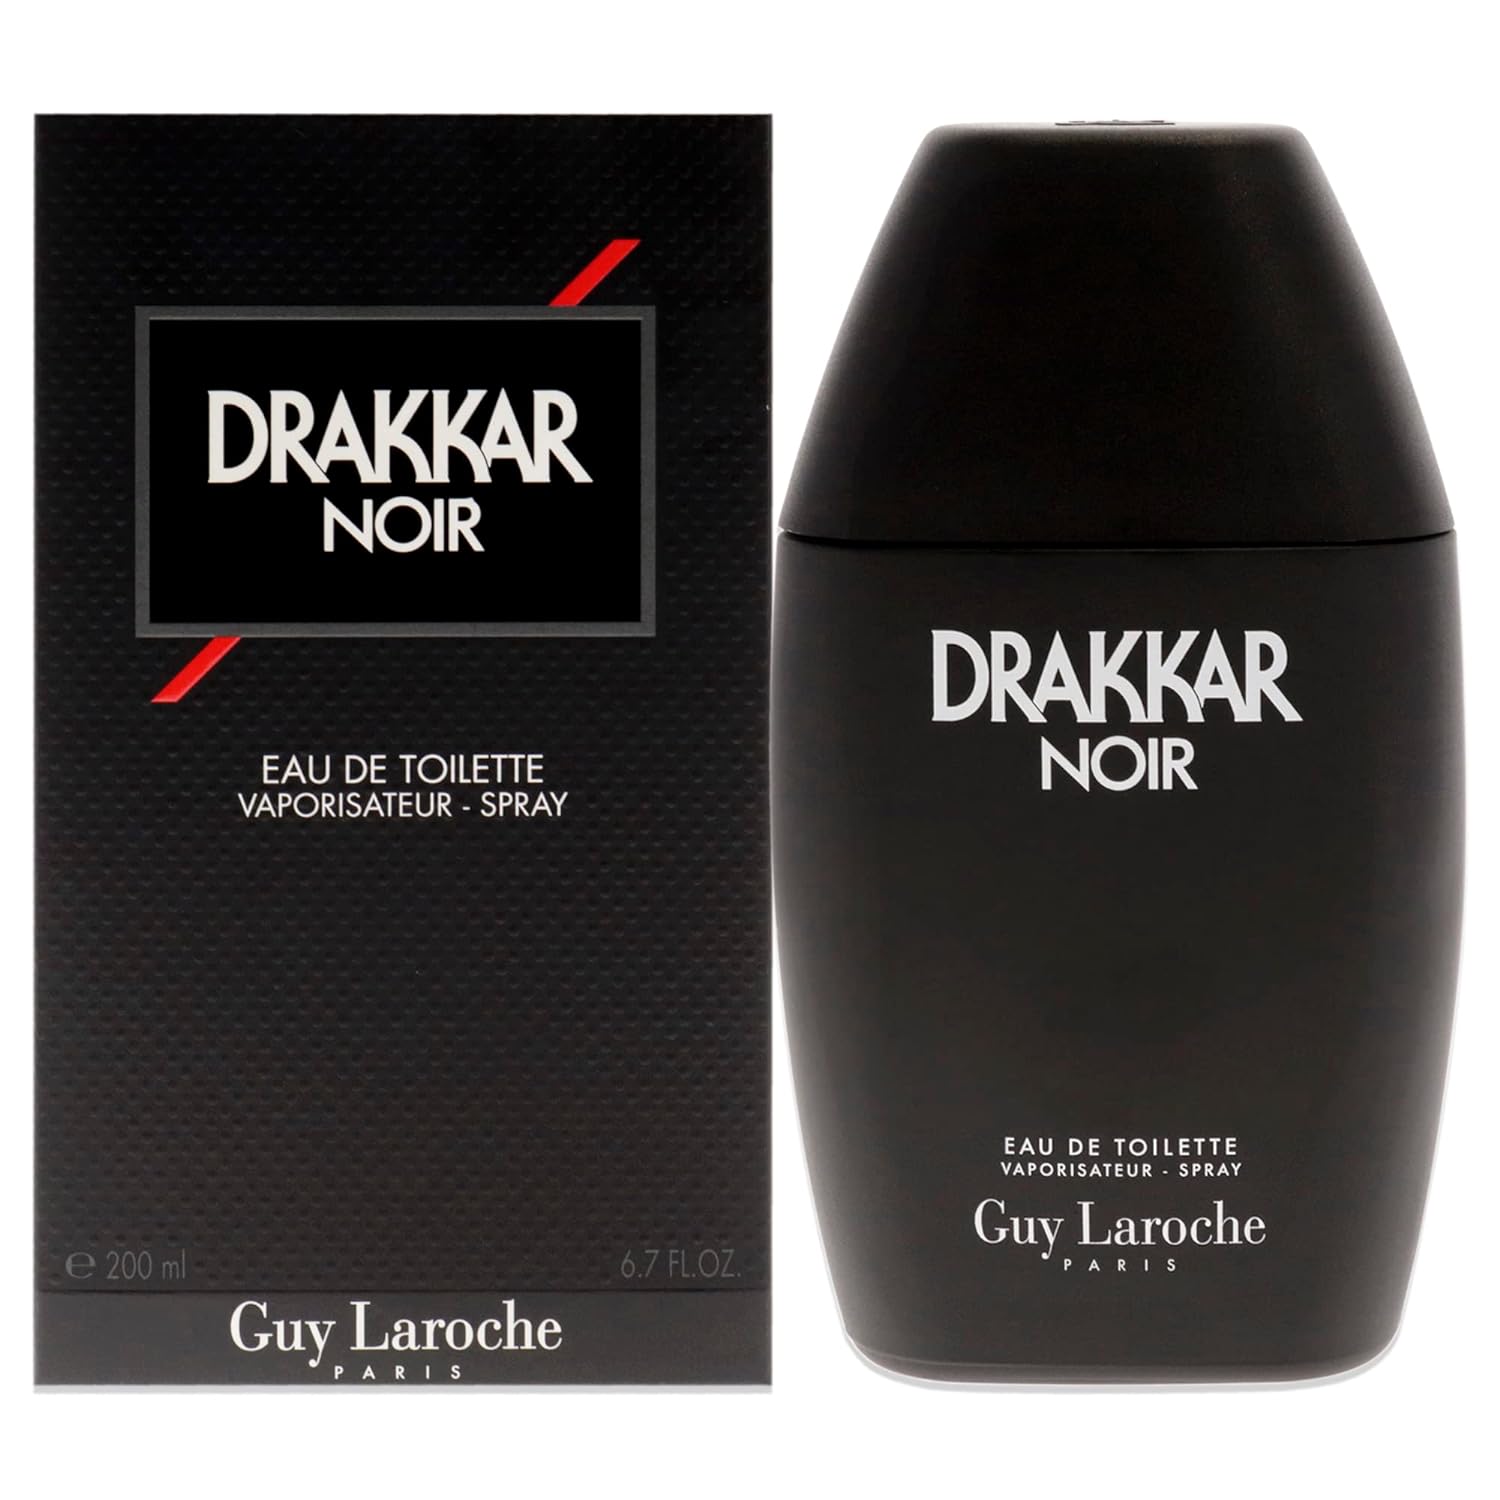 DRAKKAR
NOIR
EAU DE TOILETTE
VAPORISATEUR - SPRAY
℮ 200 ml 6.7 FL.OZ.
Guy Laroche
PARIS
DRAKKAR
NOIR
EAU DE TOILETTE
VAPORISATEUR - SPRAY
Guy Laroche
PARIS